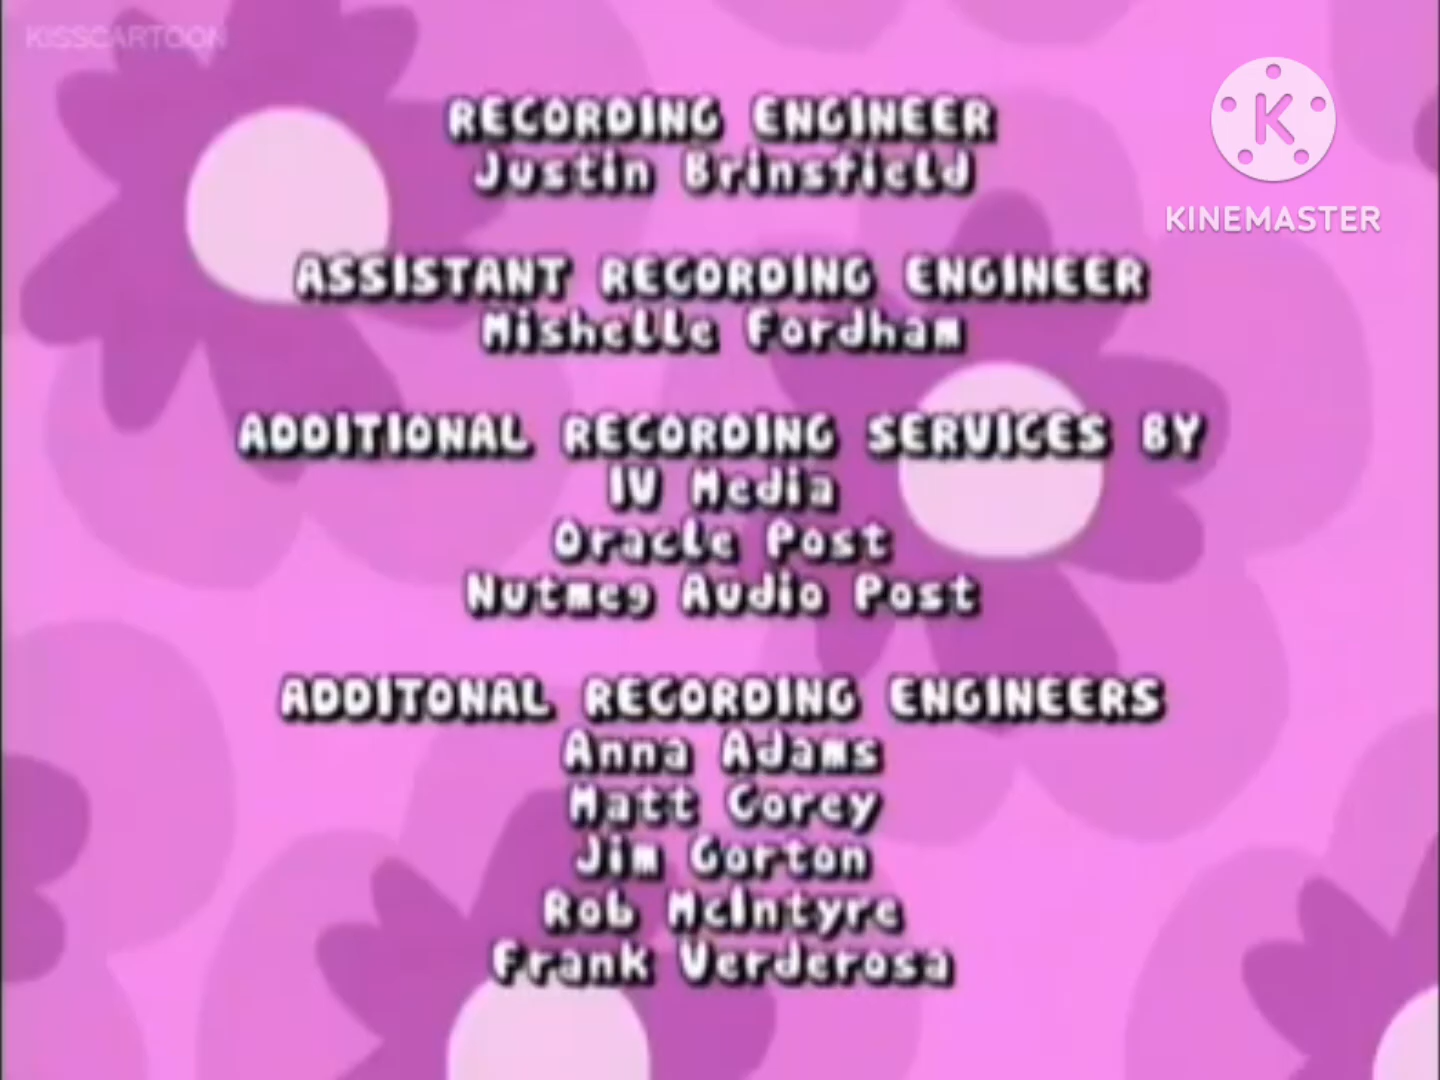 KISSCARTOON
KINEMASTER
RECORDING ENGINEER
Justin Brinsfield
ASSISTANT RECORDING ENGINEER
Mishelle Fordham
ADDITIONAL RECORDING SERVICES BY
IV Media
Oracle Post
Nutmeg Audio Post
ADDITONAL RECORDING ENGINEERS
Anna Adams
Matt Corey
Jim Gorton
Rob McIntyre
Frank Verderosa